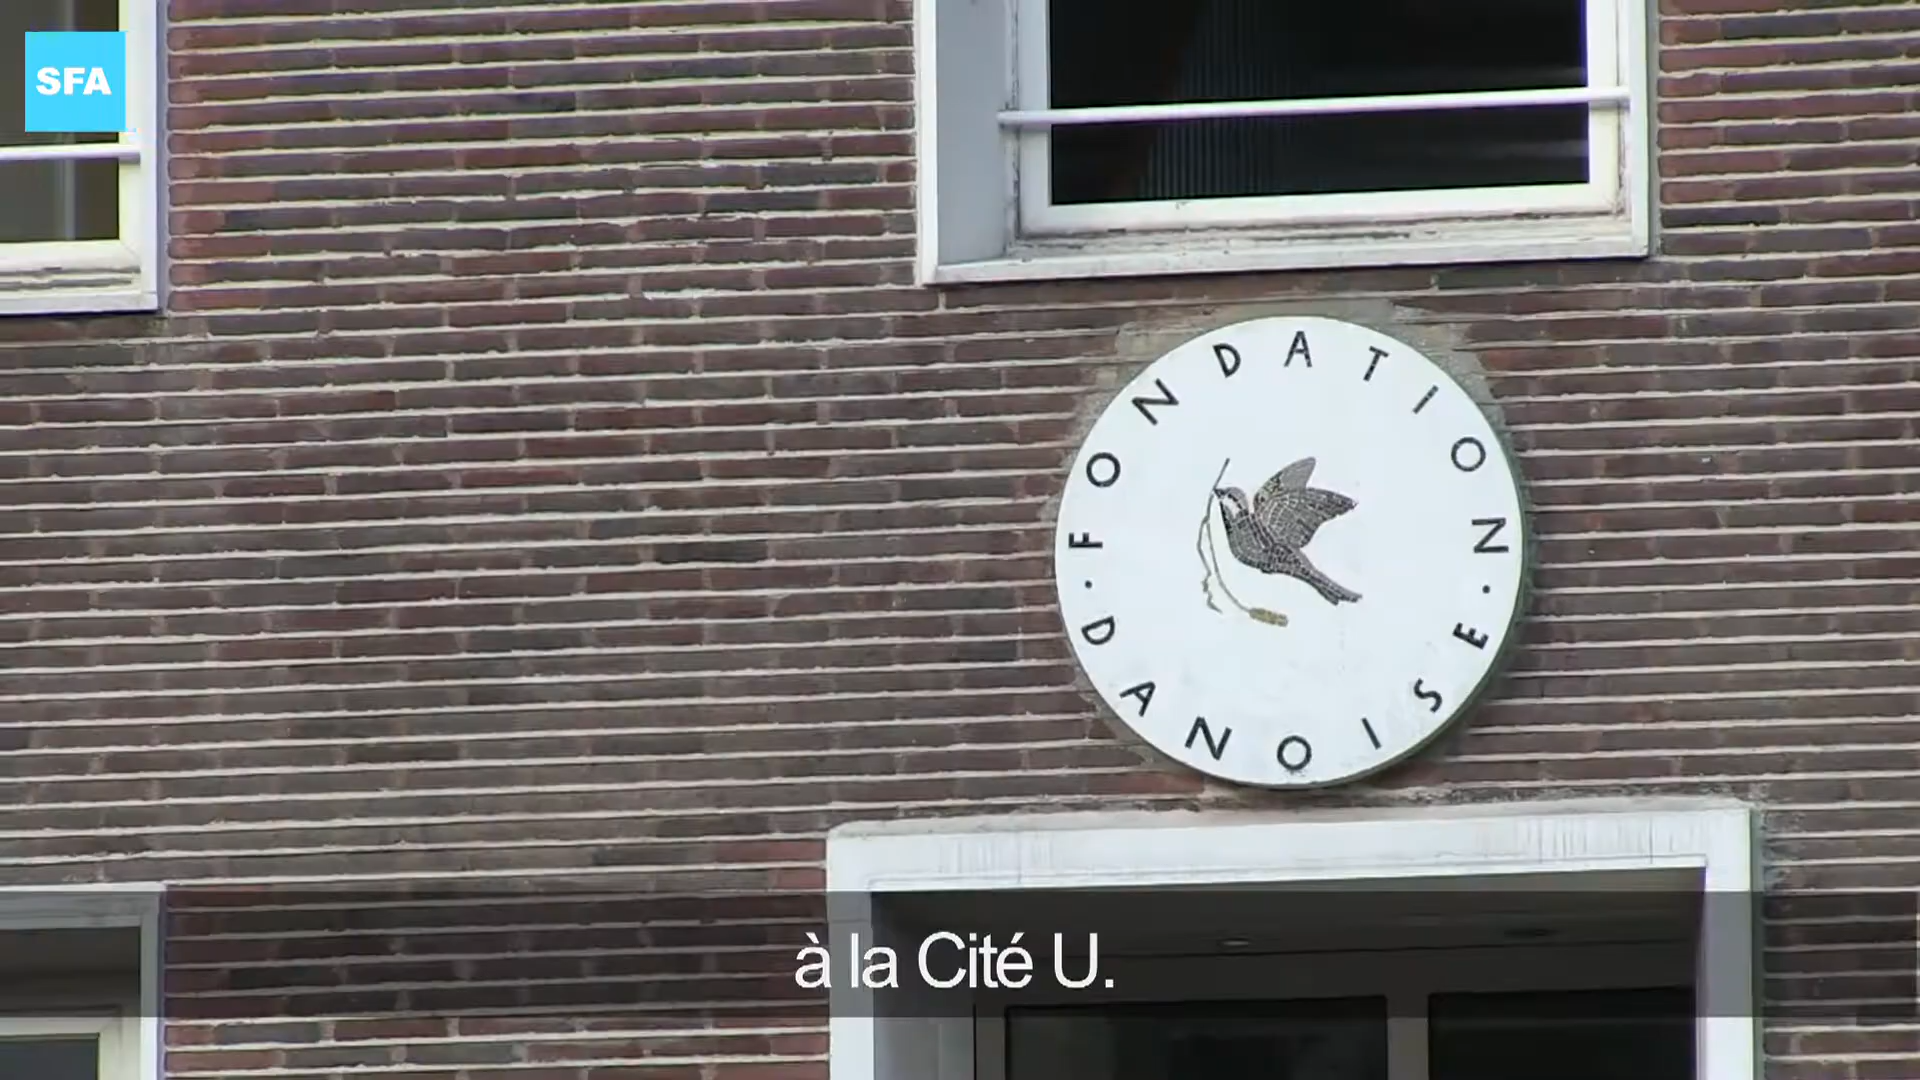 SFA
FONDATION
· DANOISE ·
à la Cité U.